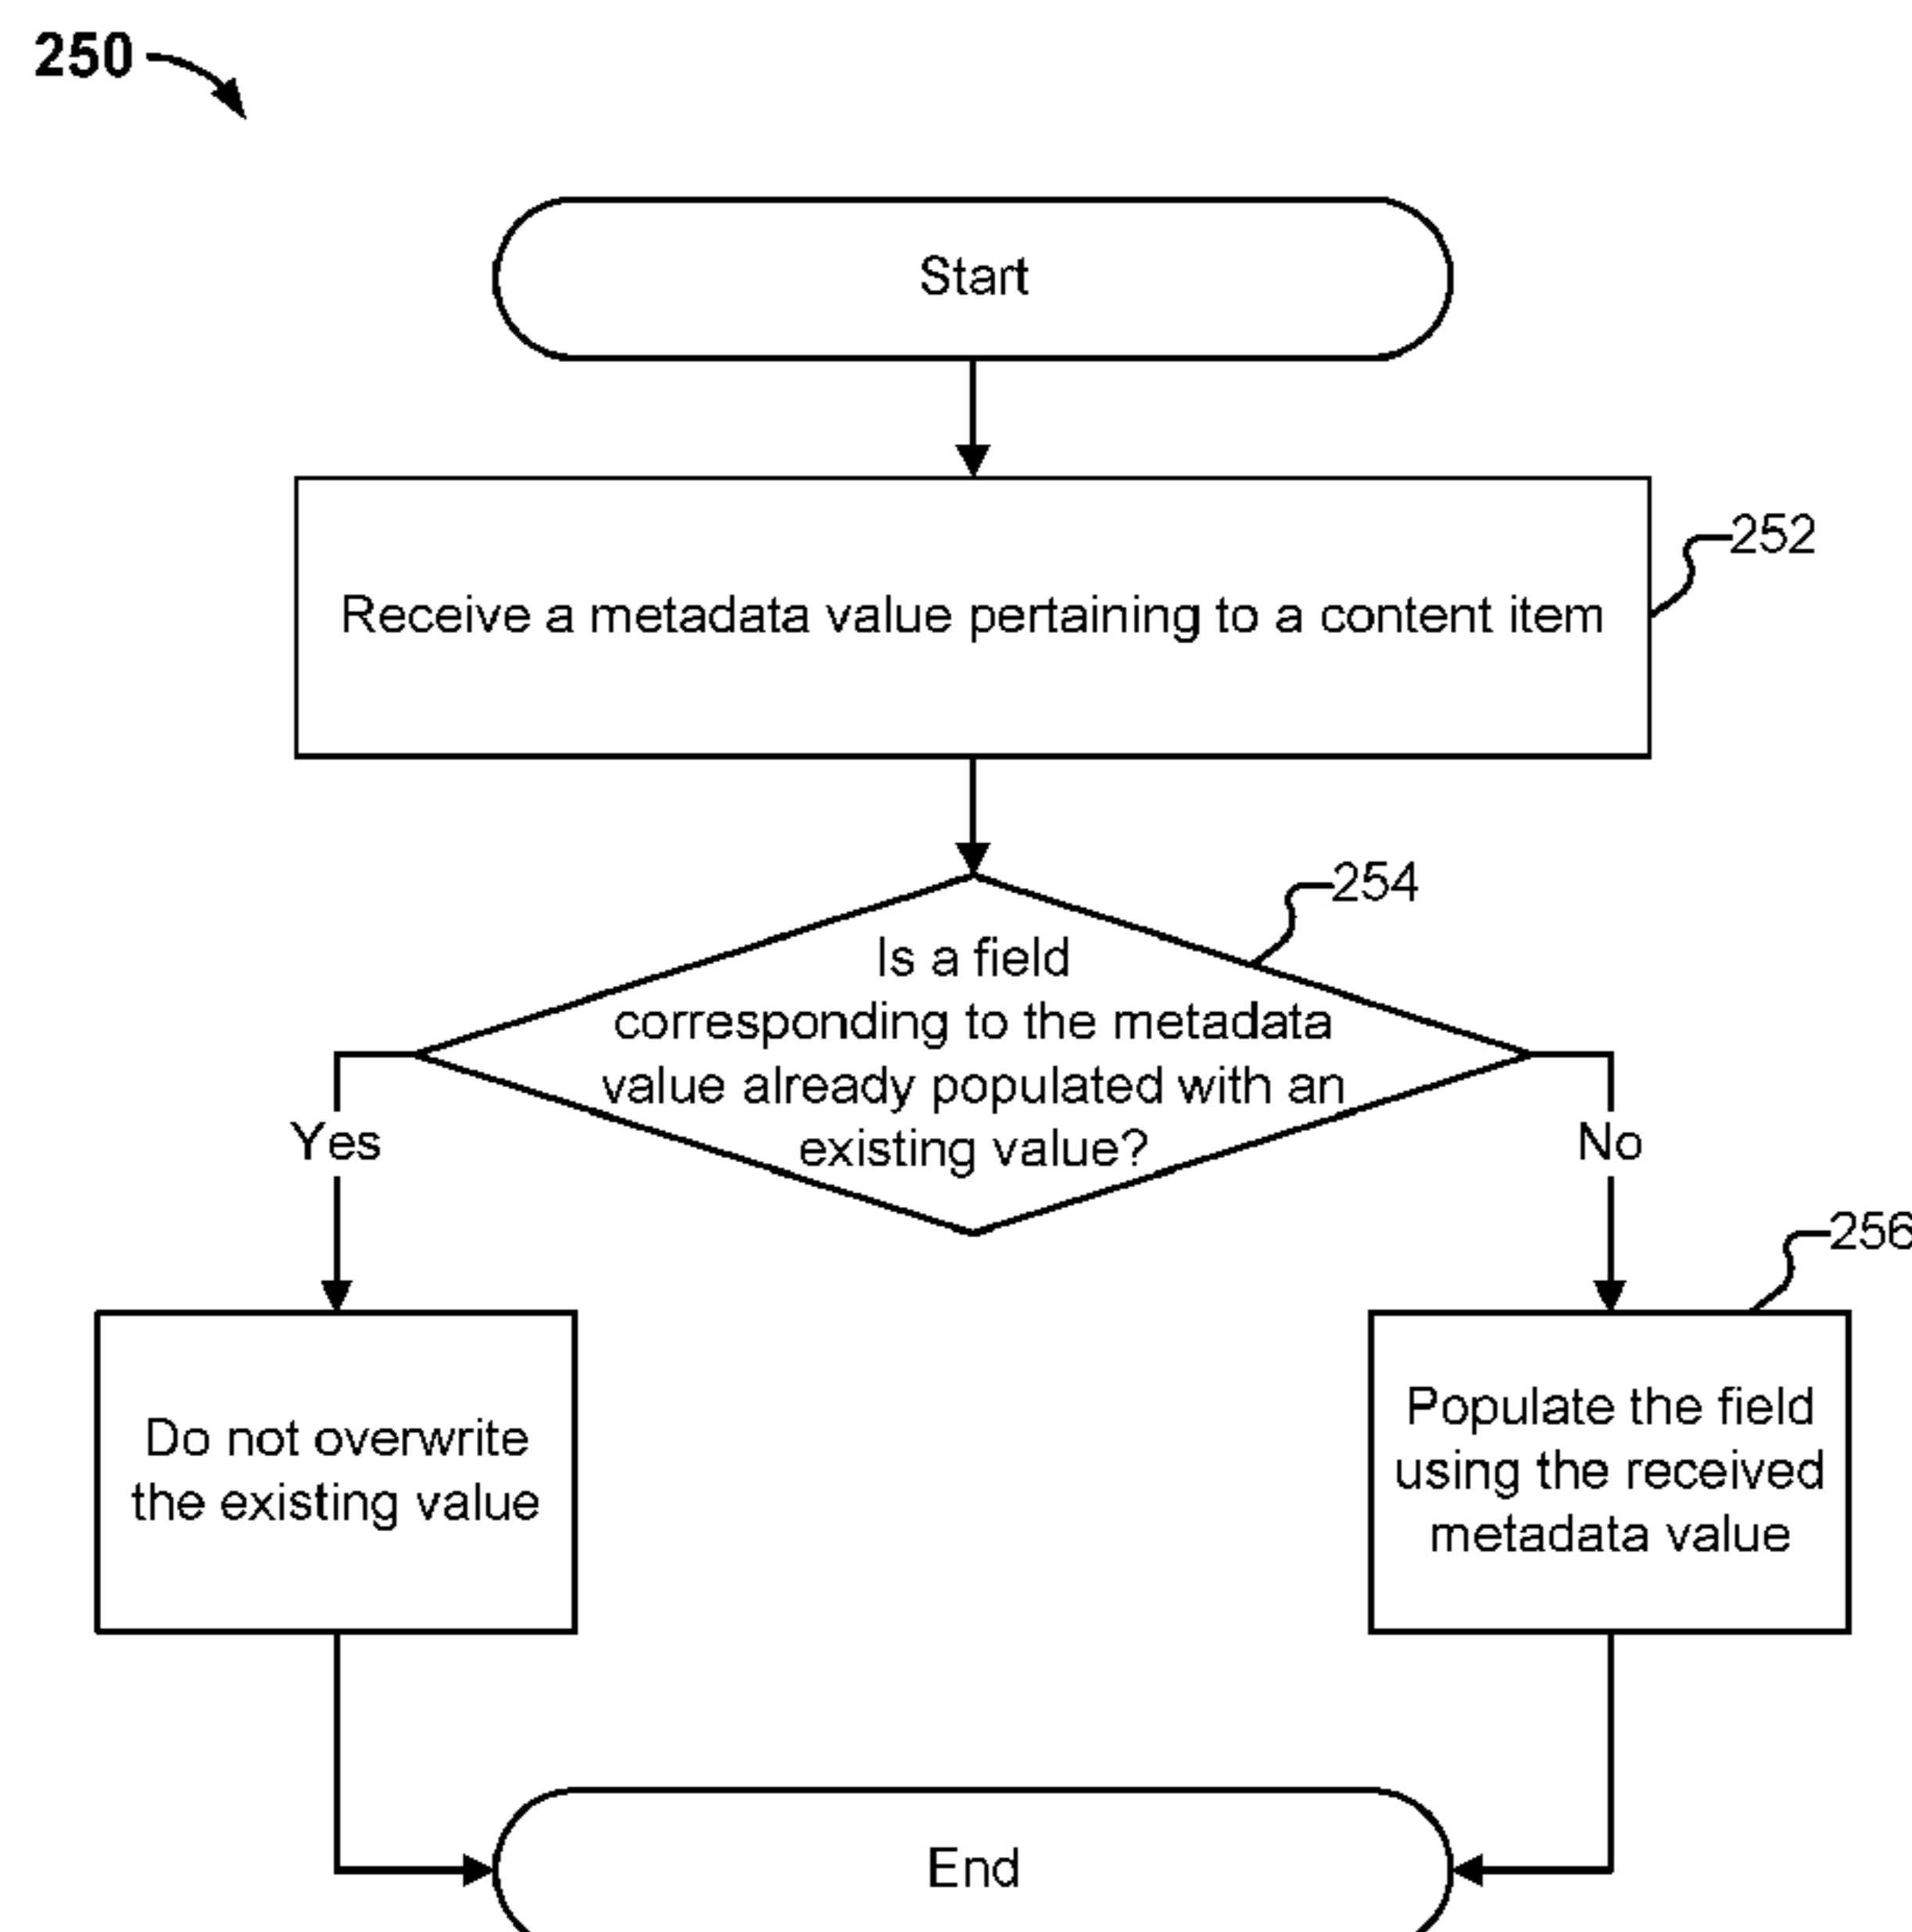 250
Start
Receive a metadata value pertaining to a content item
252
254
Is a field
corresponding to the metadata
value already populated with an
existing value?
Yes
No
256
Do not overwrite
the existing value
Populate the field
using the received
metadata value
End